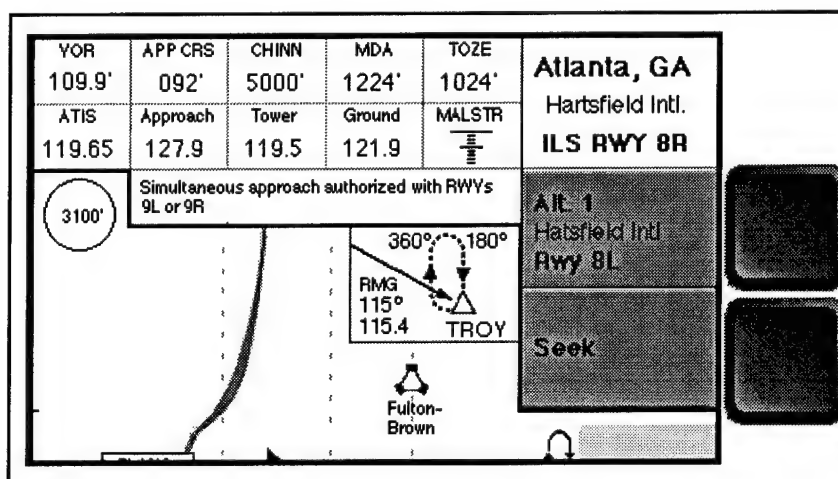 YOR APP CRS CHINN MDA TOZE
109.9' 092' 5000' 1224' 1024'
ATIS Approach Tower Ground MALSTR
119.65 127.9 119.5 121.9
Atlanta, GA
Hartsfield Intl.
ILS RWY 8R
3100'
Simultaneous approach authorized with RWYs
9L or 9R
360° 180°
RMG
115°
115.4
TROY
Fulton-
Brown
Alt. 1
Hatsfield Intl
Rwy 8L
Seek